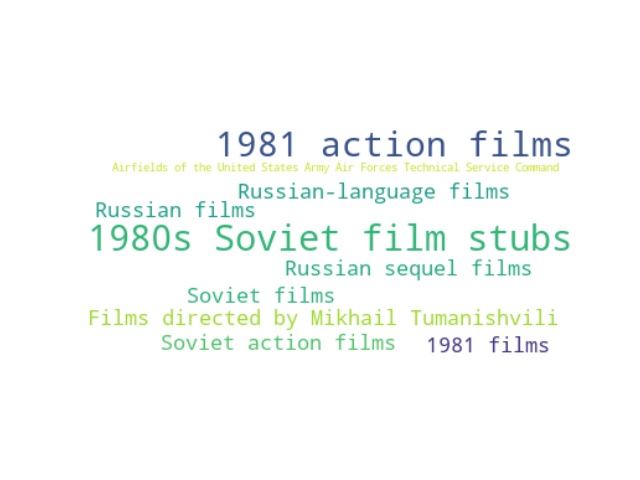 1981 action films
Airfields of the United States Army Air Forces Technical Service Command
Russian-language films
Russian films
1980s Soviet film stubs
Russian sequel films
Soviet films
Films directed by Mikhail Tumanishvili
Soviet action films
1981 films